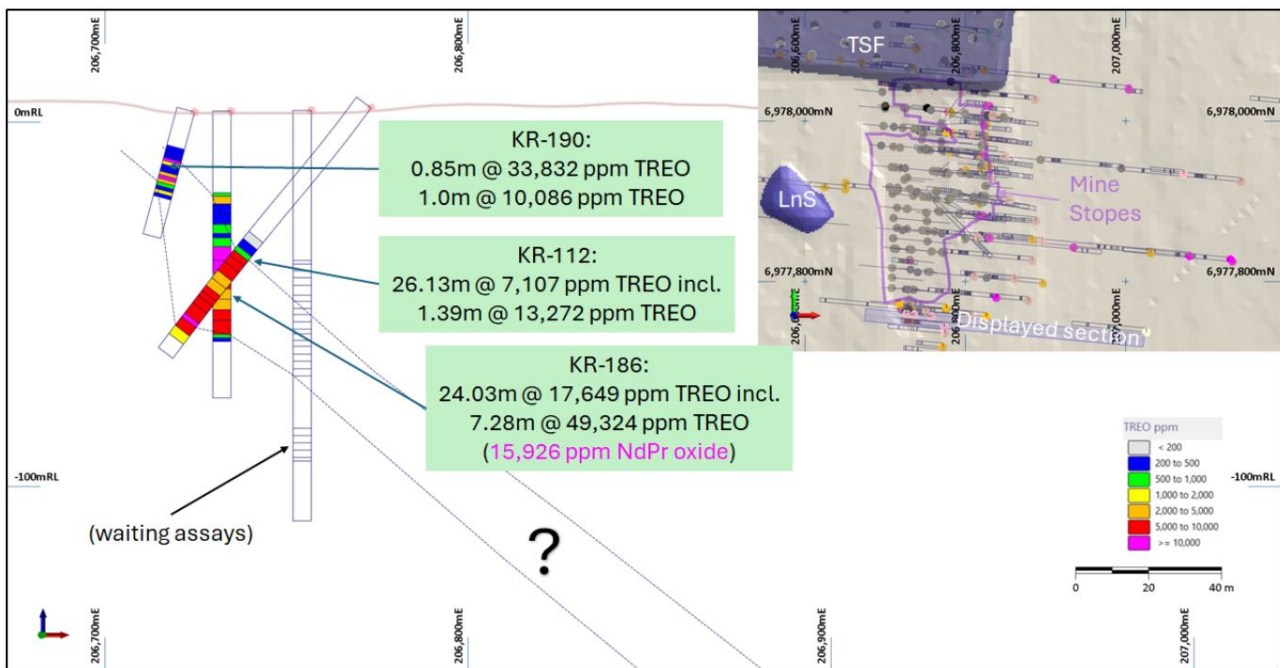 206,700mE
206,800mE
0mRL
KR-190:
0.85m @ 33,832 ppm TREO
1.0m @ 10,086 ppm TREO
KR-112:
26.13m @ 7,107 ppm TREO incl.
1.39m @ 13,272 ppm TREO
KR-186:
24.03m @ 17,649 ppm TREO incl.
7.28m @ 49,324 ppm TREO
(15,926 ppm NdPr oxide)
(waiting assays)
?
-100mRL
-100mRL
206,600mE
206,800mE
207,000mE
TSF
6,978,000mN
6,978,000mN
LnS
Mine
Stopes
6,977,800mN
6,977,800mN
206,800mE
207,000mE
Displayed section
TREO ppm
< 200
200 to 500
500 to 1,000
1,000 to 2,000
2,000 to 5,000
5,000 to 10,000
>= 10,000
0 20 40 m
206,700mE
206,800mE
206,900mE
207,000mE